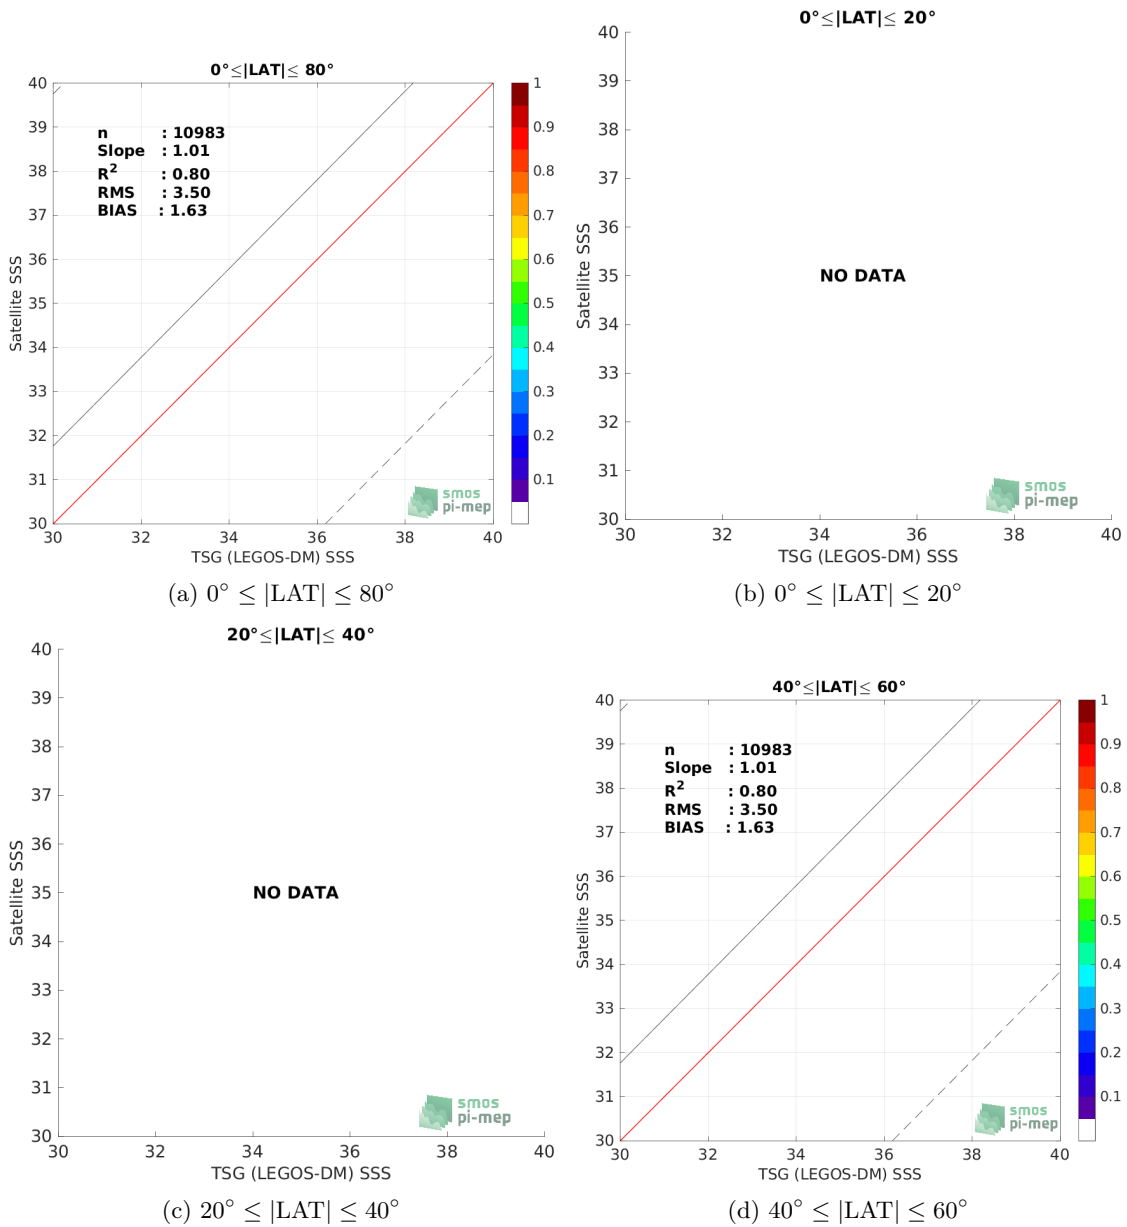 0°≤|LAT|≤ 80°
40
39
38
37
36
35
34
33
32
31
30
Satellite SSS
n : 10983
Slope : 1.01
R² : 0.80
RMS : 3.50
BIAS : 1.63
1
0.9
0.8
0.7
0.6
0.5
0.4
0.3
0.2
0.1
smos
pi-mep
30 32 34 36 38 40
TSG (LEGOS-DM) SSS
(a) 0° ≤ |LAT| ≤ 80°
0°≤|LAT|≤ 20°
40
39
38
37
36
35
34
33
32
31
30
Satellite SSS
NO DATA
smos
pi-mep
30 32 34 36 38 40
TSG (LEGOS-DM) SSS
(b) 0° ≤ |LAT| ≤ 20°
20°≤|LAT|≤ 40°
40
39
38
37
36
35
34
33
32
31
30
Satellite SSS
NO DATA
smos
pi-mep
30 32 34 36 38 40
TSG (LEGOS-DM) SSS
(c) 20° ≤ |LAT| ≤ 40°
40°≤|LAT|≤ 60°
40
39
38
37
36
35
34
33
32
31
30
Satellite SSS
n : 10983
Slope : 1.01
R² : 0.80
RMS : 3.50
BIAS : 1.63
1
0.9
0.8
0.7
0.6
0.5
0.4
0.3
0.2
0.1
smos
pi-mep
30 32 34 36 38 40
TSG (LEGOS-DM) SSS
(d) 40° ≤ |LAT| ≤ 60°